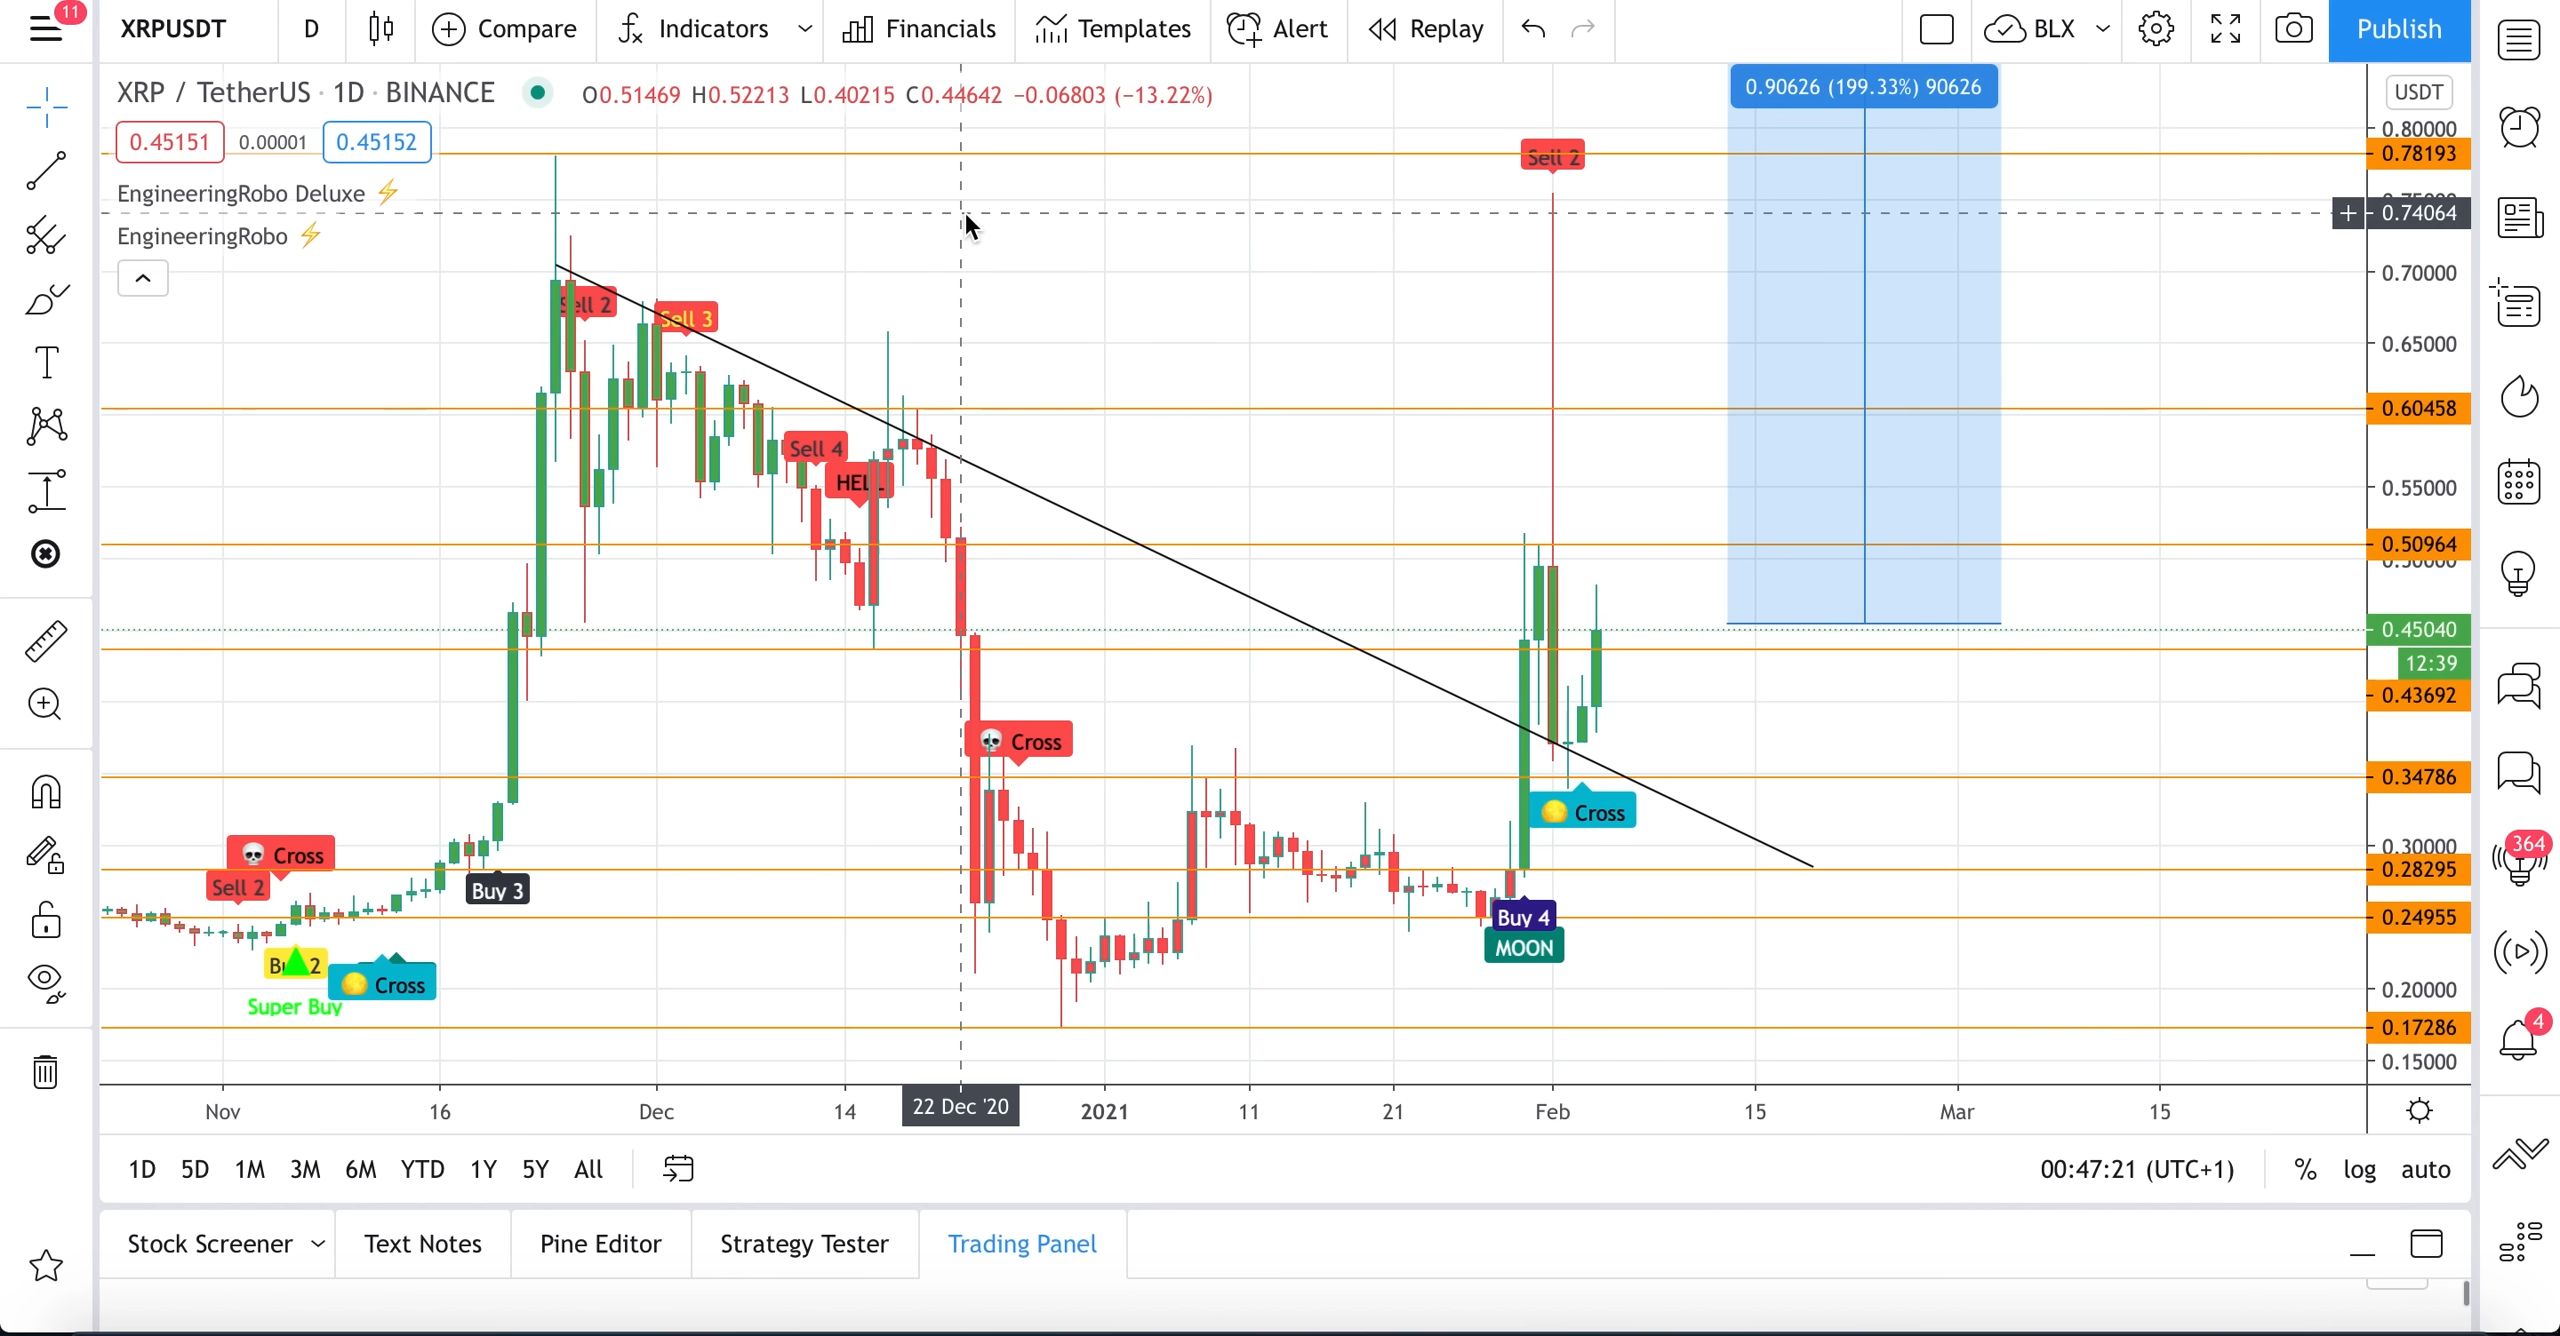 11
XRPUSDT D Compare Indicators Financials Templates Alert Replay BLX Publish
XRP / TetherUS · 1D · BINANCE O0.51469 H0.52213 L0.40215 C0.44642 −0.06803 (−13.22%)
0.45151 0.00001 0.45152
EngineeringRobo Deluxe
EngineeringRobo
0.90626 (199.33%) 90626
USDT
0.80000
0.78193
0.74064
0.70000
0.65000
0.60458
0.55000
0.50964
0.50000
0.45040
12:39
0.43692
0.34786
0.30000
0.28295
0.24955
0.20000
0.17286
0.15000
Sell 2
Sell 2
Sell 3
Sell 4
HELL
Cross
Cross
Cross
Sell 2
Buy 3
Buy 4
MOON
Buy 2
Cross
Super Buy
Nov 16 Dec 14 22 Dec '20 2021 11 21 Feb 15 Mar 15
1D 5D 1M 3M 6M YTD 1Y 5Y All 00:47:21 (UTC+1) % log auto
Stock Screener Text Notes Pine Editor Strategy Tester Trading Panel
364
4